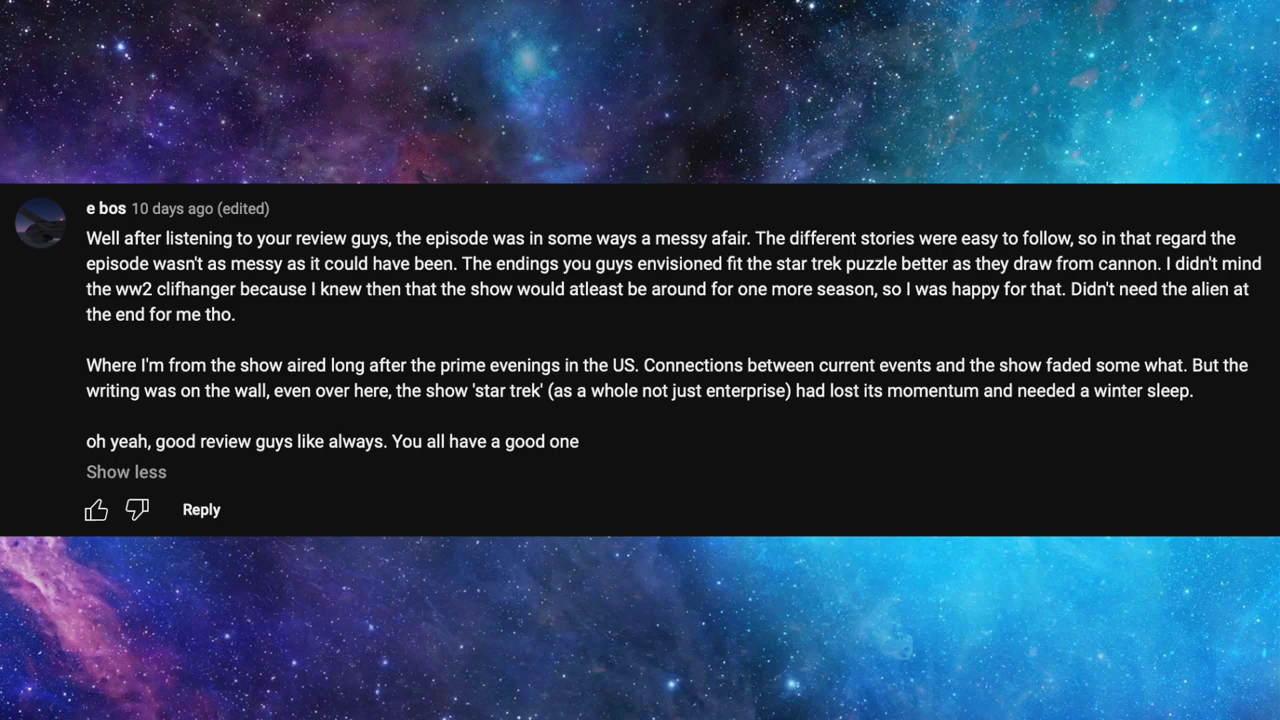 e bos 10 days ago (edited)
Well after listening to your review guys, the episode was in some ways a messy afair. The different stories were easy to follow, so in that regard the
episode wasn't as messy as it could have been. The endings you guys envisioned fit the star trek puzzle better as they draw from cannon. I didn't mind
the ww2 clifhanger because I knew then that the show would atleast be around for one more season, so I was happy for that. Didn't need the alien at
the end for me tho.
Where I'm from the show aired long after the prime evenings in the US. Connections between current events and the show faded some what. But the
writing was on the wall, even over here, the show 'star trek' (as a whole not just enterprise) had lost its momentum and needed a winter sleep.
oh yeah, good review guys like always. You all have a good one
Show less
Reply